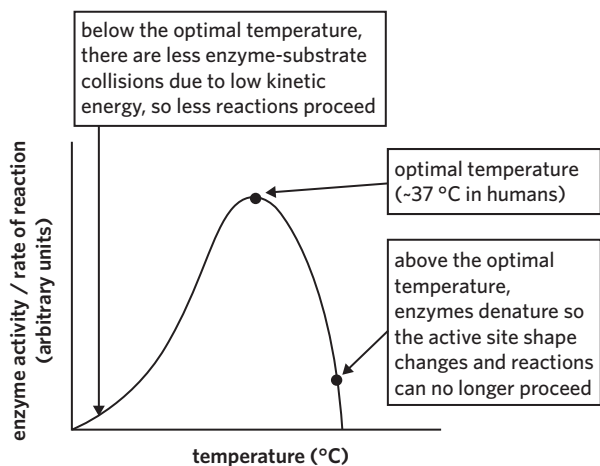 below the optimal temperature,
there are less enzyme-substrate
collisions due to low kinetic
energy, so less reactions proceed
optimal temperature
(~37 °C in humans)
above the optimal
temperature,
enzymes denature so
the active site shape
changes and reactions
can no longer proceed
enzyme activity / rate of reaction
(arbitrary units)
temperature (°C)